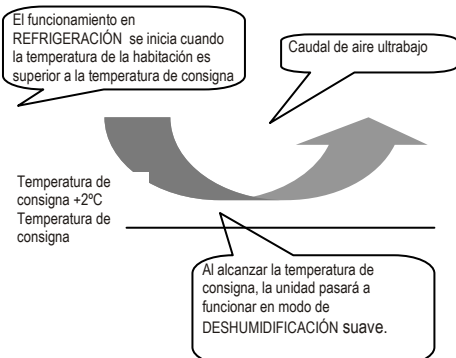 El funcionamiento en
REFRIGERACIÓN se inicia cuando
la temperatura de la habitación es
superior a la temperatura de consigna
Caudal de aire ultrabajo
Temperatura de
consigna +2ºC
Temperatura de
consigna
Al alcanzar la temperatura de
consigna, la unidad pasará a
funcionar en modo de
DESHUMIDIFICACIÓN suave.